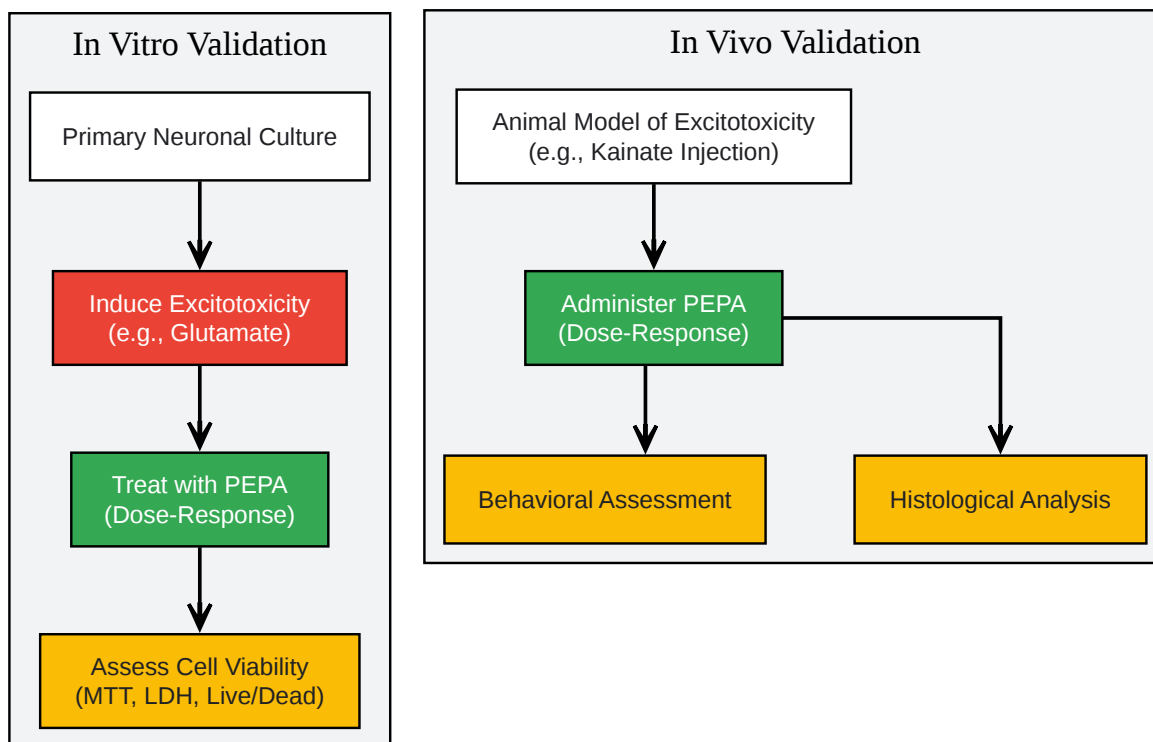 In Vitro Validation
Primary Neuronal Culture
Induce Excitotoxicity
(e.g., Glutamate)
Treat with PEPA
(Dose-Response)
Assess Cell Viability
(MTT, LDH, Live/Dead)
In Vivo Validation
Animal Model of Excitotoxicity
(e.g., Kainate Injection)
Administer PEPA
(Dose-Response)
Behavioral Assessment
Histological Analysis